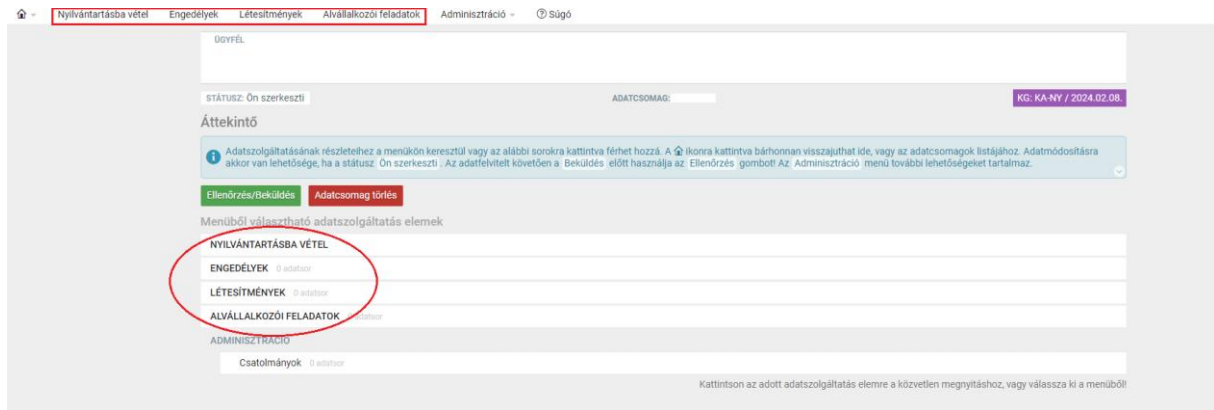 Nyilvántartásba vétel Engedélyek Létesítmények Alvállalkozói feladatok Adminisztráció Súgó
ÜGYFÉL
STÁTUSZ: Ön szerkeszti ADATCSOMAG: KG: KA-NY / 2024.02.08.
Áttekintő
Adatszolgáltatásának részleteihez a menükön keresztül vagy az alábbi sorokra kattintva férhet hozzá. A ikonra kattintva bárhonnan visszajuthat ide, vagy az adatcsomagok listájához. Adatmódosításra
akkor van lehetősége, ha a státusz Ön szerkeszti . Az adatfelvitelt követően a Beküldés előtt használja az Ellenőrzés gombot! Az Adminisztráció menü további lehetőségeket tartalmaz.
Ellenőrzés/Beküldés Adatcsomag törlés
Menüből választható adatszolgáltatás elemek
NYILVÁNTARTÁSBA VÉTEL
ENGEDÉLYEK 0 adatsor
LÉTESÍTMÉNYEK 0 adatsor
ALVÁLLALKOZÓI FELADATOK 0 adatsor
ADMINISZTRÁCIÓ
Csatolmányok 0 adatsor
Kattintson az adott adatszolgáltatás elemre a közvetlen megnyitáshoz, vagy válassza ki a menüből!